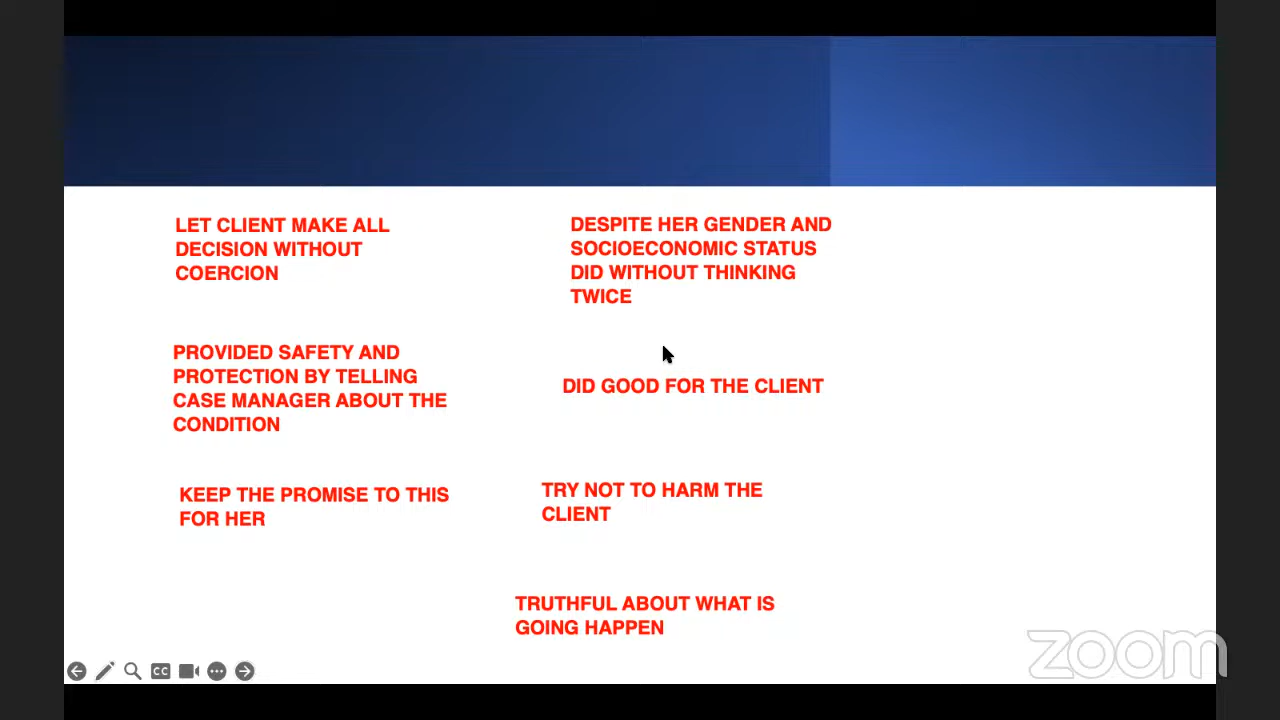 LET CLIENT MAKE ALL
DECISION WITHOUT
COERCION
DESPITE HER GENDER AND
SOCIOECONOMIC STATUS
DID WITHOUT THINKING
TWICE
PROVIDED SAFETY AND
PROTECTION BY TELLING
CASE MANAGER ABOUT THE
CONDITION
DID GOOD FOR THE CLIENT
KEEP THE PROMISE TO THIS
FOR HER
TRY NOT TO HARM THE
CLIENT
TRUTHFUL ABOUT WHAT IS
GOING HAPPEN
CC
zoom